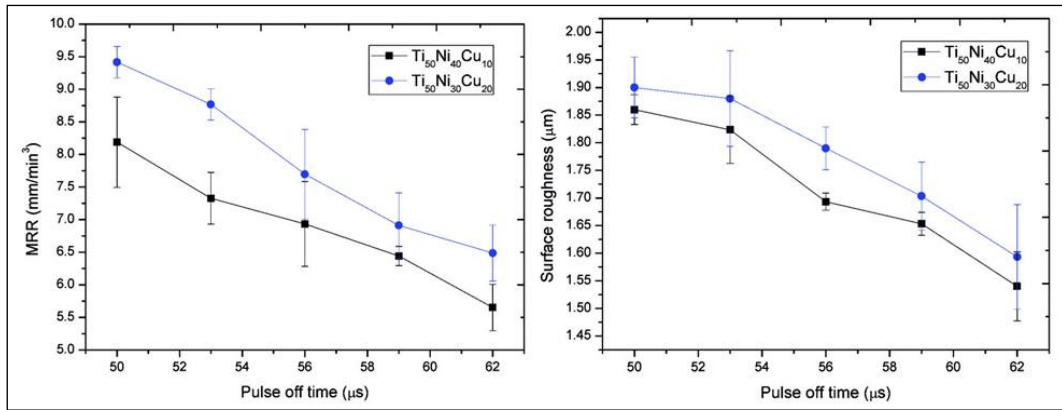 10.0
9.5
9.0
8.5
8.0
7.5
7.0
6.5
6.0
5.5
5.0
MRR (mm/min³)
50 52 54 56 58 60 62
Pulse off time (μs)
Ti₅₀Ni₄₀Cu₁₀
Ti₅₀Ni₃₀Cu₂₀
2.00
1.95
1.90
1.85
1.80
1.75
1.70
1.65
1.60
1.55
1.50
1.45
Surface roughness (μm)
50 52 54 56 58 60 62
Pulse off time (μs)
Ti₅₀Ni₄₀Cu₁₀
Ti₅₀Ni₃₀Cu₂₀